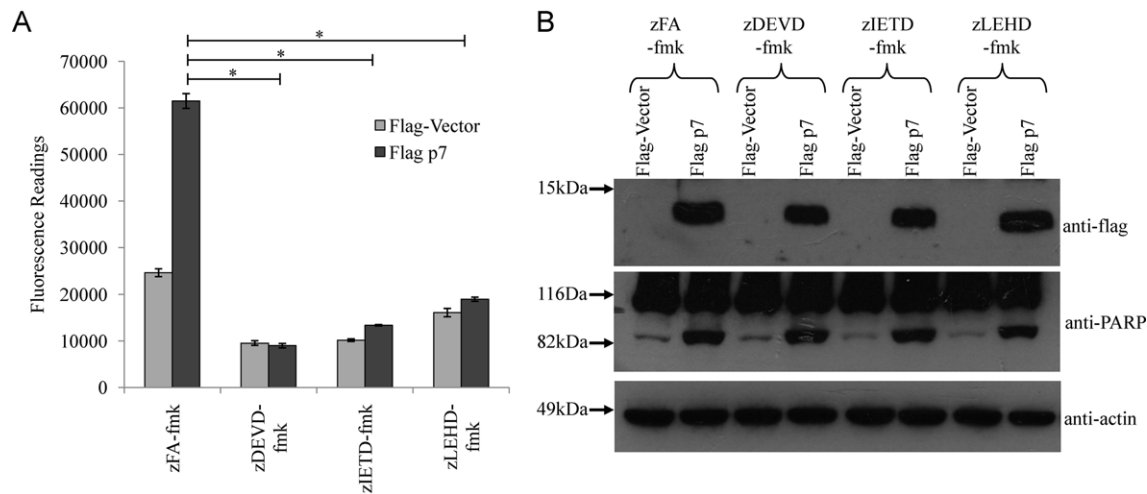 A
*
*
*
70000
60000
50000
40000
30000
20000
10000
0
Fluorescence Readings
Flag-Vector
Flag p7
zFA-fmk
zDEVD-
fmk
zIETD-fmk
zLEHD-
fmk
B
zFA
-fmk
zDEVD
-fmk
zIETD
-fmk
zLEHD
-fmk
Flag-Vector
Flag p7
Flag-Vector
Flag p7
Flag-Vector
Flag p7
Flag-Vector
Flag p7
15kDa
anti-flag
116Da
82kDa
anti-PARP
49kDa
anti-actin